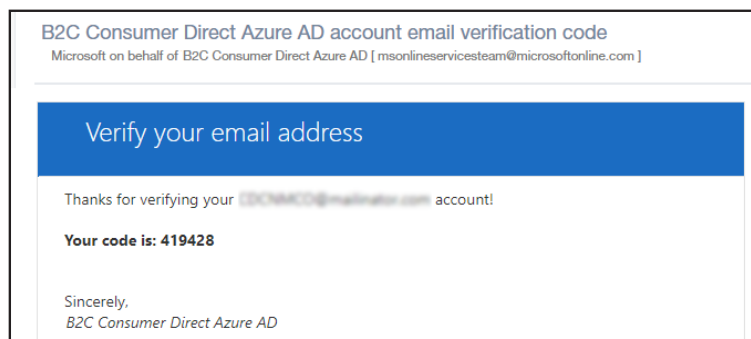 B2C Consumer Direct Azure AD account email verification code
Microsoft on behalf of B2C Consumer Direct Azure AD [ msonlineservicesteam@microsoftonline.com ]
Verify your email address
Thanks for verifying your account!
Your code is: 419428
Sincerely,
B2C Consumer Direct Azure AD